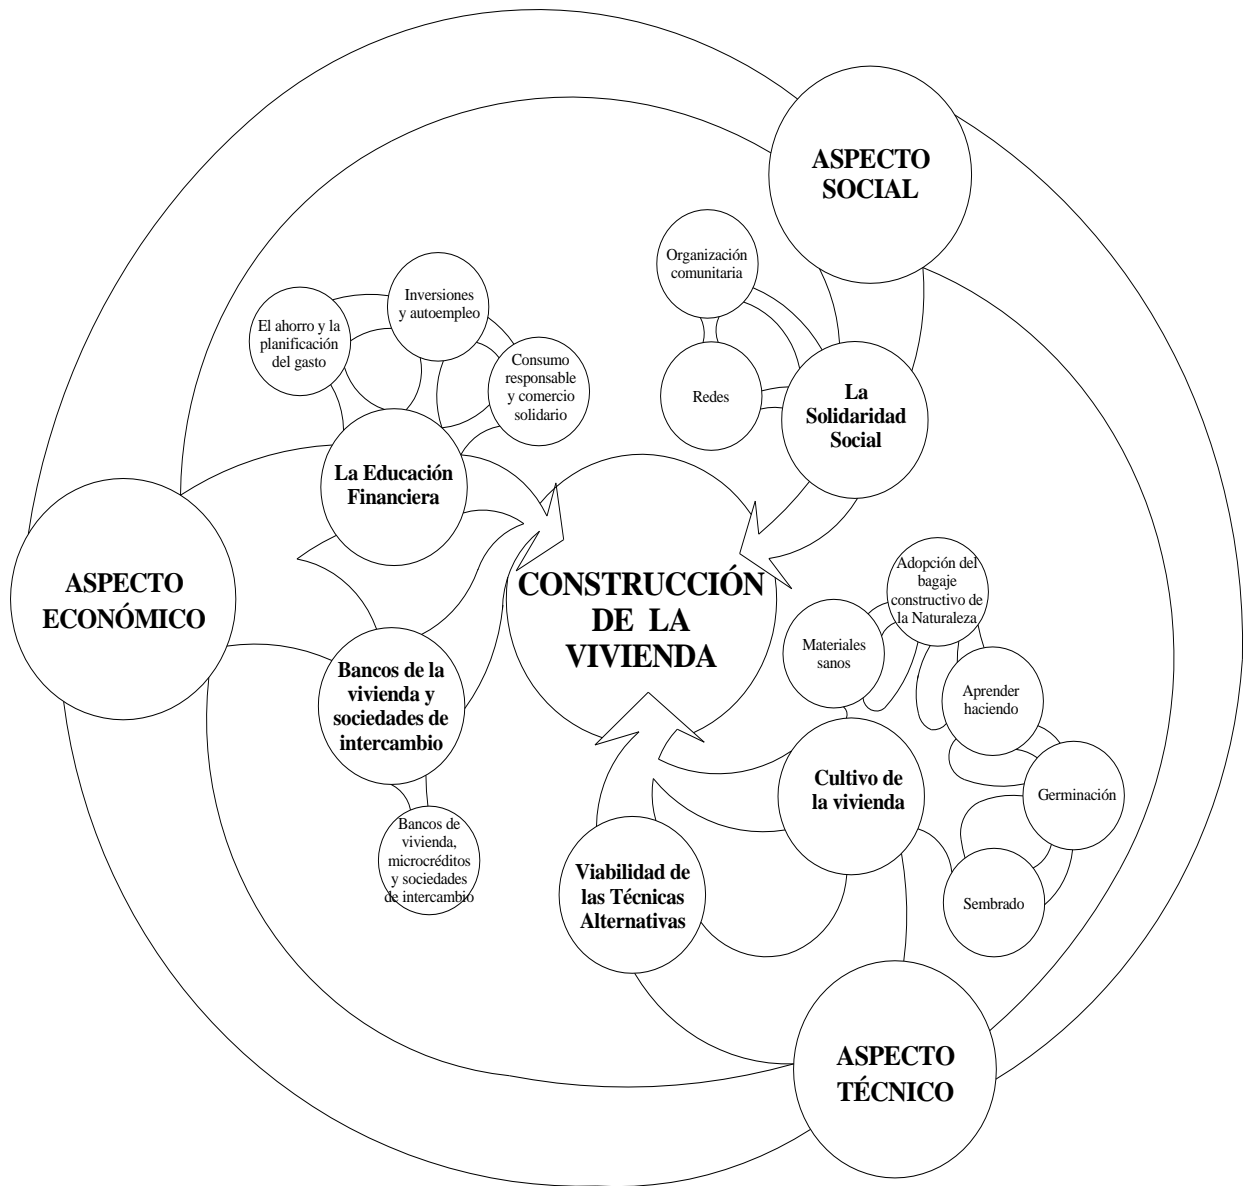 ASPECTO
SOCIAL
Organización
comunitaria
Redes
La
Solidaridad
Social
Inversiones
y autoempleo
El ahorro y la
planificación
del gasto
Consumo
responsable
y comercio
solidario
La Educación
Financiera
ASPECTO
ECONÓMICO
CONSTRUCCIÓN
DE LA
VIVIENDA
Bancos de la
vivienda y
sociedades de
intercambio
Bancos de
vivienda,
microcréditos
y sociedades
de intercambio
Adopción del
bagaje
constructivo de
la Naturaleza
Materiales
sanos
Aprender
haciendo
Germinación
Sembrado
Cultivo de
la vivienda
Viabilidad de
las Técnicas
Alternativas
ASPECTO
TÉCNICO